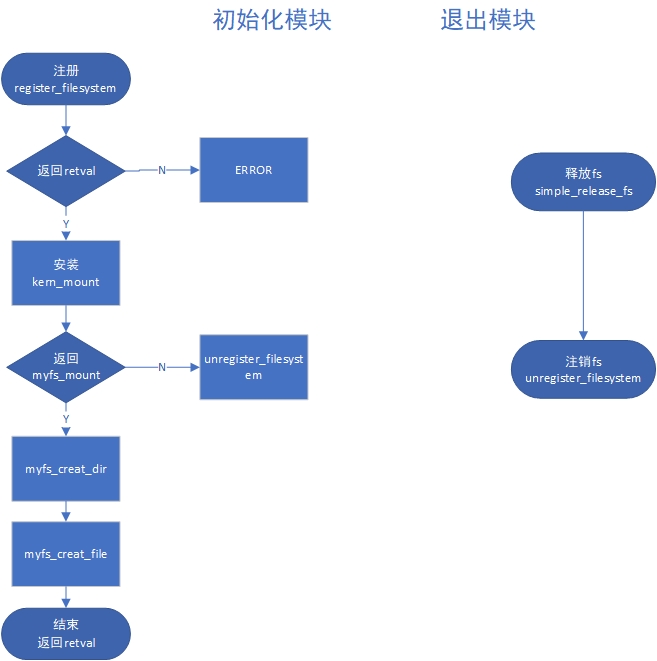 初始化模块
退出模块
注册
register_filesystem
返回retval
N
ERROR
Y
安装
kern_mount
返回
myfs_mount
N
unregister_filesyst
em
Y
myfs_creat_dir
myfs_creat_file
结束
返回retval
释放fs
simple_release_fs
注销fs
unregister_filesystem